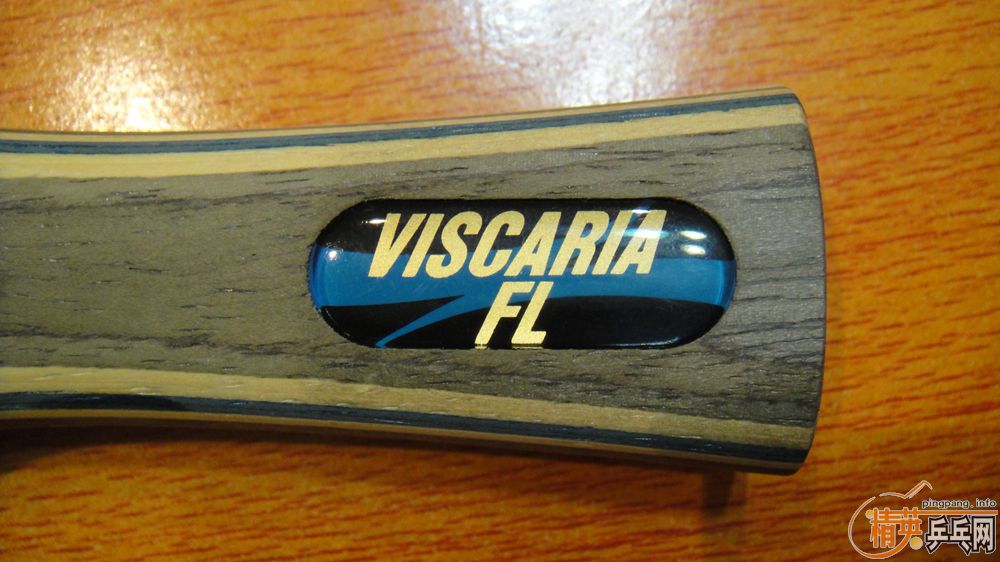 VISCARIA
FL
pingpang.info
精英乒乓网